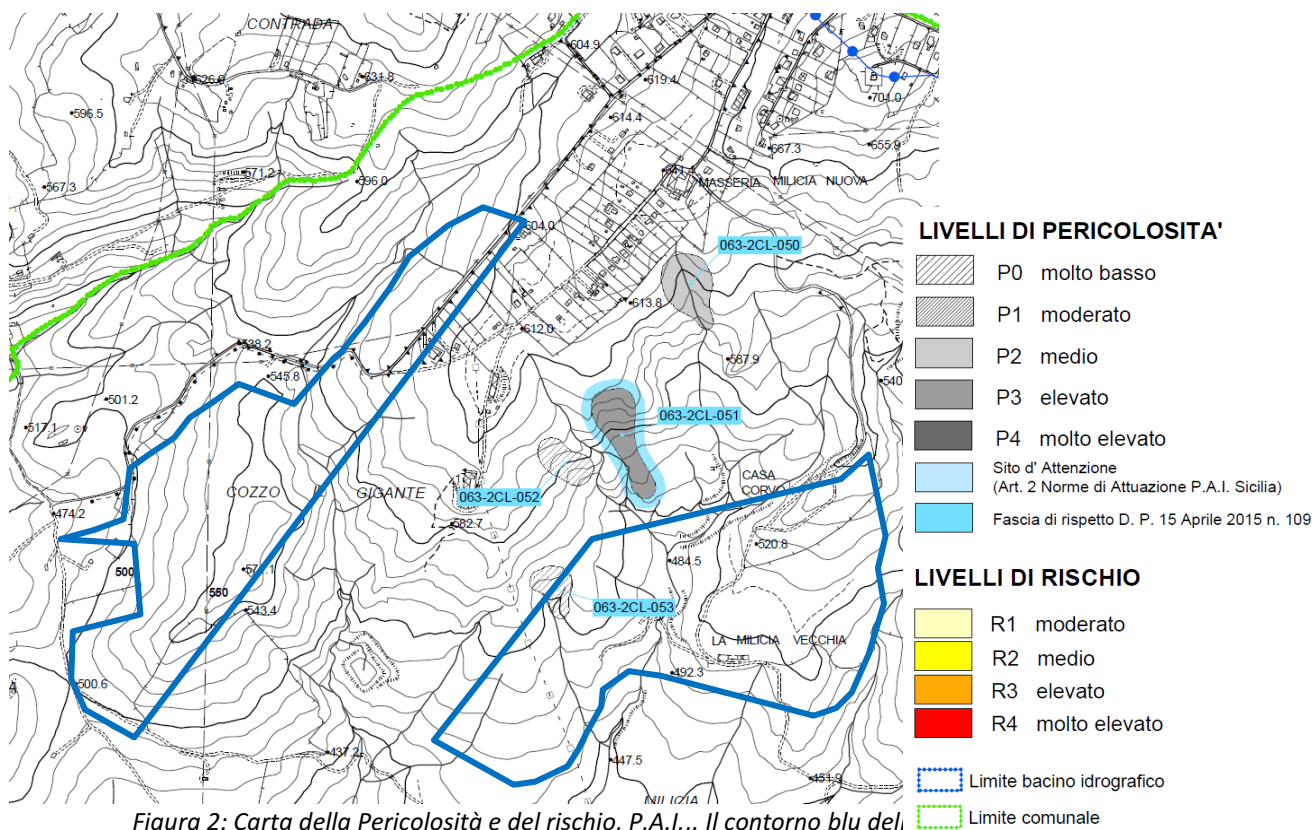 CONTRADA
604.9
626.0
631.8
619.4
701.0
596.5
614.4
667.3
655.9
567.3
571.2
596.0
641.4
MASSERIA MILICIA NUOVA
604.0
063-2CL-050
613.8
612.0
538.2
587.9
545.8
540
501.2
517.1
063-2CL-051
CASA
CORVO
COZZO IL GIGANTE
063-2CL-052
474.2
582.7
520.8
484.5
500
550
543.4
063-2CL-053
LA MILICIA VECCHIA
492.3
500.6
437.2
447.5
451.9
MILICIA
LIVELLI DI PERICOLOSITA'
P0 molto basso
P1 moderato
P2 medio
P3 elevato
P4 molto elevato
Sito d' Attenzione
(Art. 2 Norme di Attuazione P.A.I. Sicilia)
Fascia di rispetto D. P. 15 Aprile 2015 n. 109
LIVELLI DI RISCHIO
R1 moderato
R2 medio
R3 elevato
R4 molto elevato
Limite bacino idrografico
Limite comunale
Figura 2: Carta della Pericolosità e del rischio. P.A.I... Il contorno blu dell